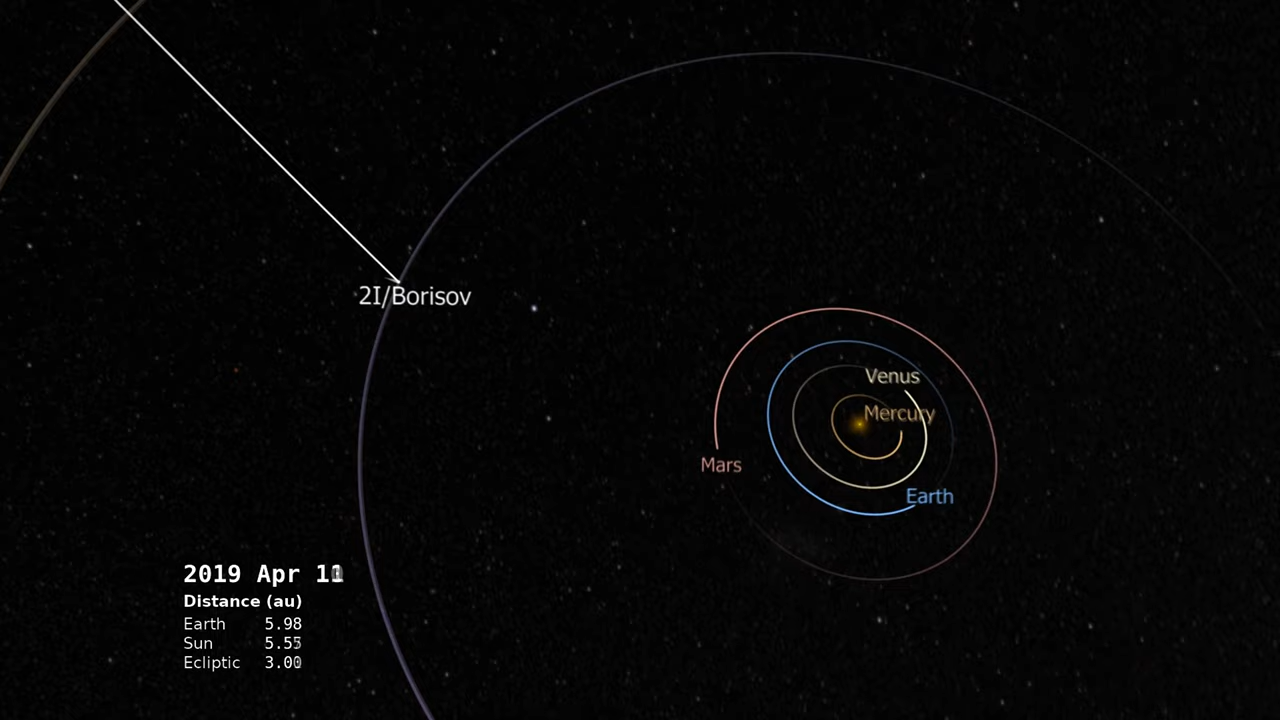 2I/Borisov
Venus
Mercury
Mars
Earth
2019 Apr 11
Distance (au)
Earth 5.98
Sun 5.55
Ecliptic 3.00